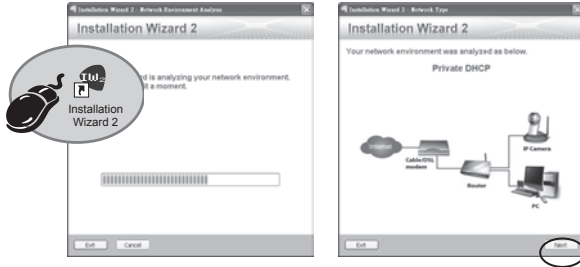 Installation Wizard 2 - Network Environment Analysis
Installation Wizard 2
rd is analyzing your network environment.
it a moment.
IW2
Installation
Wizard 2
Exit
Cancel
Installation Wizard 2 - Network Type
Installation Wizard 2
Your network environment was analyzed as below.
Private DHCP
Internet
Cable/DSL
modem
Router
IP Camera
PC
Exit
Next